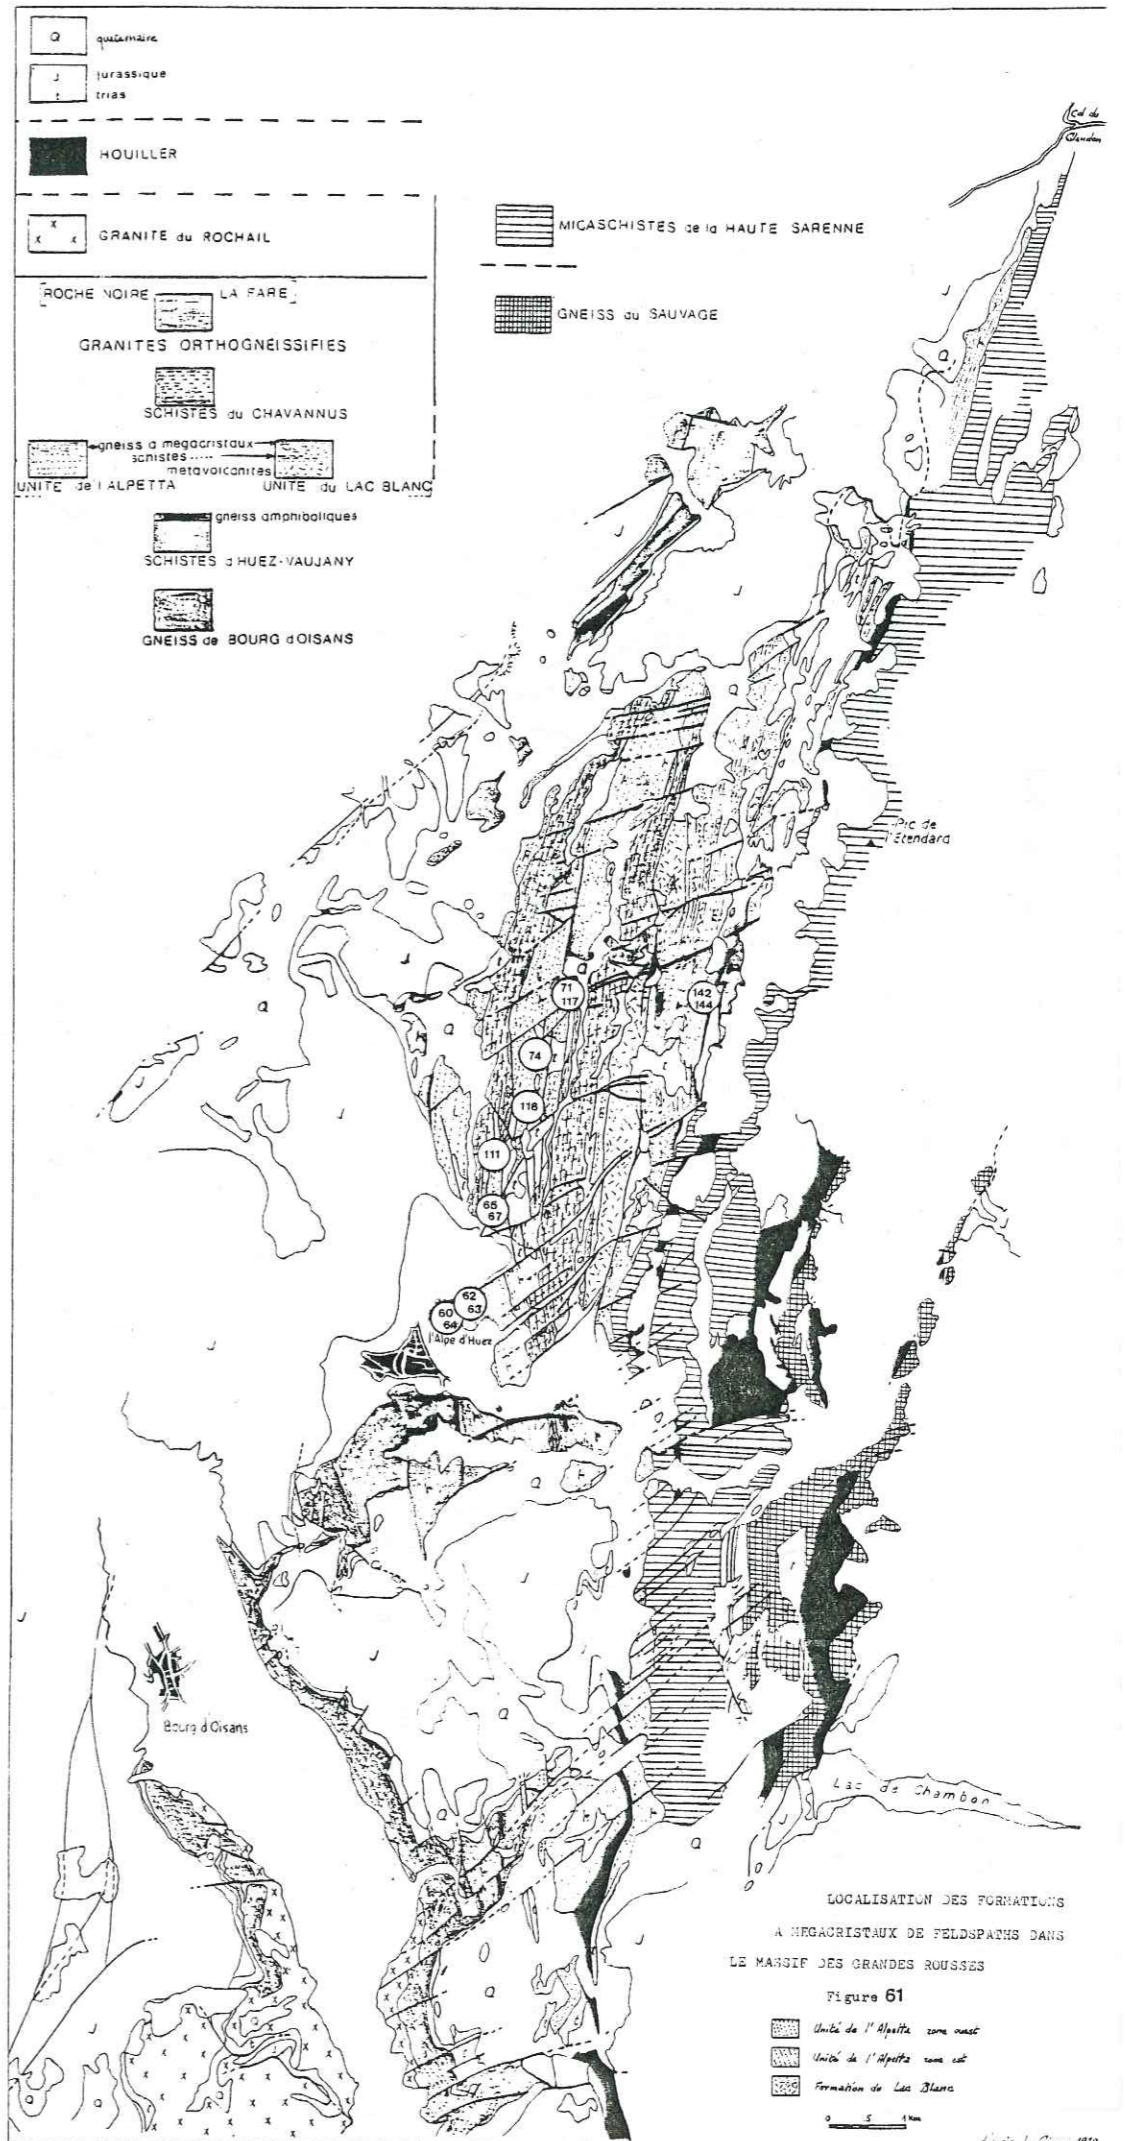 Q quaternaire
J jurassique
t trias
HOUILLER
GRANITE du ROCHAIL
ROCHE NOIRE LA FARE
GRANITES ORTHOGNEISSIFIES
SCHISTES du CHAVANNUS
gneiss a megacristaux
schistes .....
metavolcanites
UNITE de l'ALPETTA UNITE du LAC BLANC
gneiss amphiboliques
SCHISTES d'HUEZ-VAUJANY
GNEISS de BOURG d'OISANS
MICASCHISTES de la HAUTE SARENNE
GNEISS du SAUVAGE
Col du
Glandon
Pic de
l'Etendard
71
117
142
144
74
118
111
65
67
62
63
60
64
l'Alpe d'Huez
Bourg d'Oisans
Lac de Chambon
LOCALISATION DES FORMATIONS
A MEGACRISTAUX DE FELDSPATHS DANS
LE MASSIF DES GRANDES ROUSSES
Figure 61
Unité de l'Alpetta zone ouest
Unité de l'Alpetta zone est
Formation du Lac Blanc
0 .5 1 Km